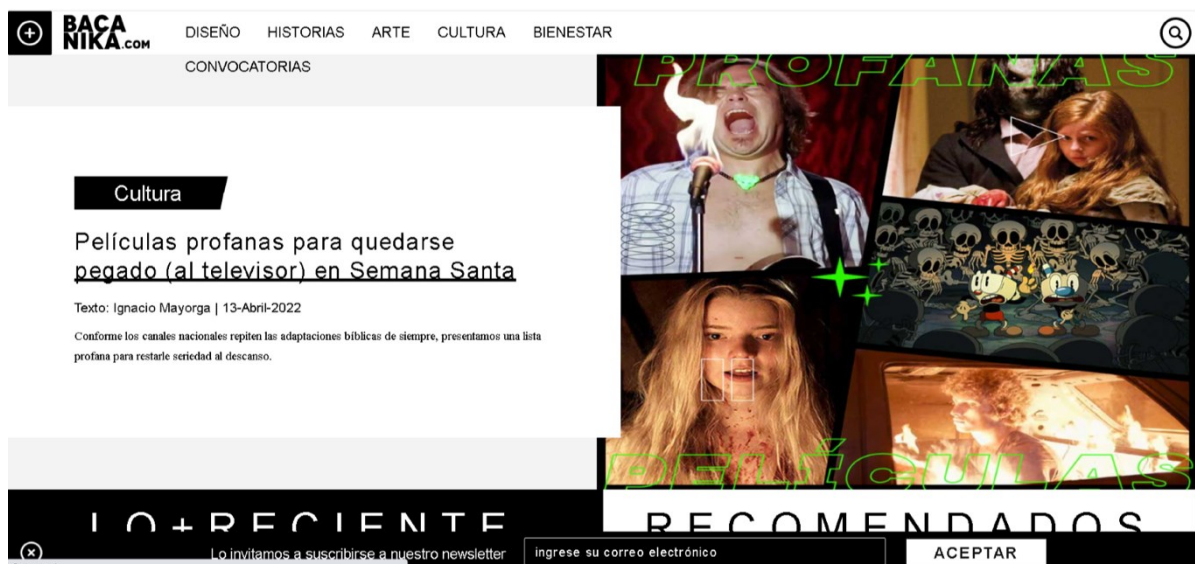 BACA
NIKA.COM
DISEÑO HISTORIAS ARTE CULTURA BIENESTAR
CONVOCATORIAS
PROFANAS
Cultura
Películas profanas para quedarse
pegado (al televisor) en Semana Santa
Texto: Ignacio Mayorga | 13-Abril-2022
Conforme los canales nacionales repiten las adaptaciones bíblicas de siempre, presentamos una lista
profana para restarle seriedad al descanso.
PELÍCULAS
LO+RECIENTE
RECOMENDADOS
Lo invitamos a suscribirse a nuestro newsletter
ingrese su correo electrónico
ACEPTAR